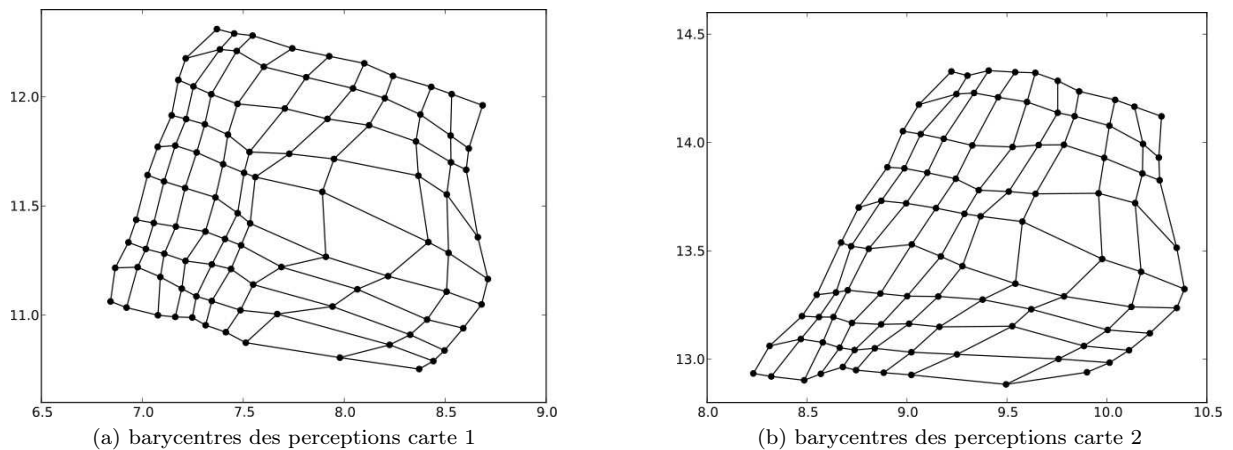 12.0
11.5
11.0
6.5 7.0 7.5 8.0 8.5 9.0
(a) barycentres des perceptions carte 1
14.5
14.0
13.5
13.0
8.0 8.5 9.0 9.5 10.0 10.5
(b) barycentres des perceptions carte 2